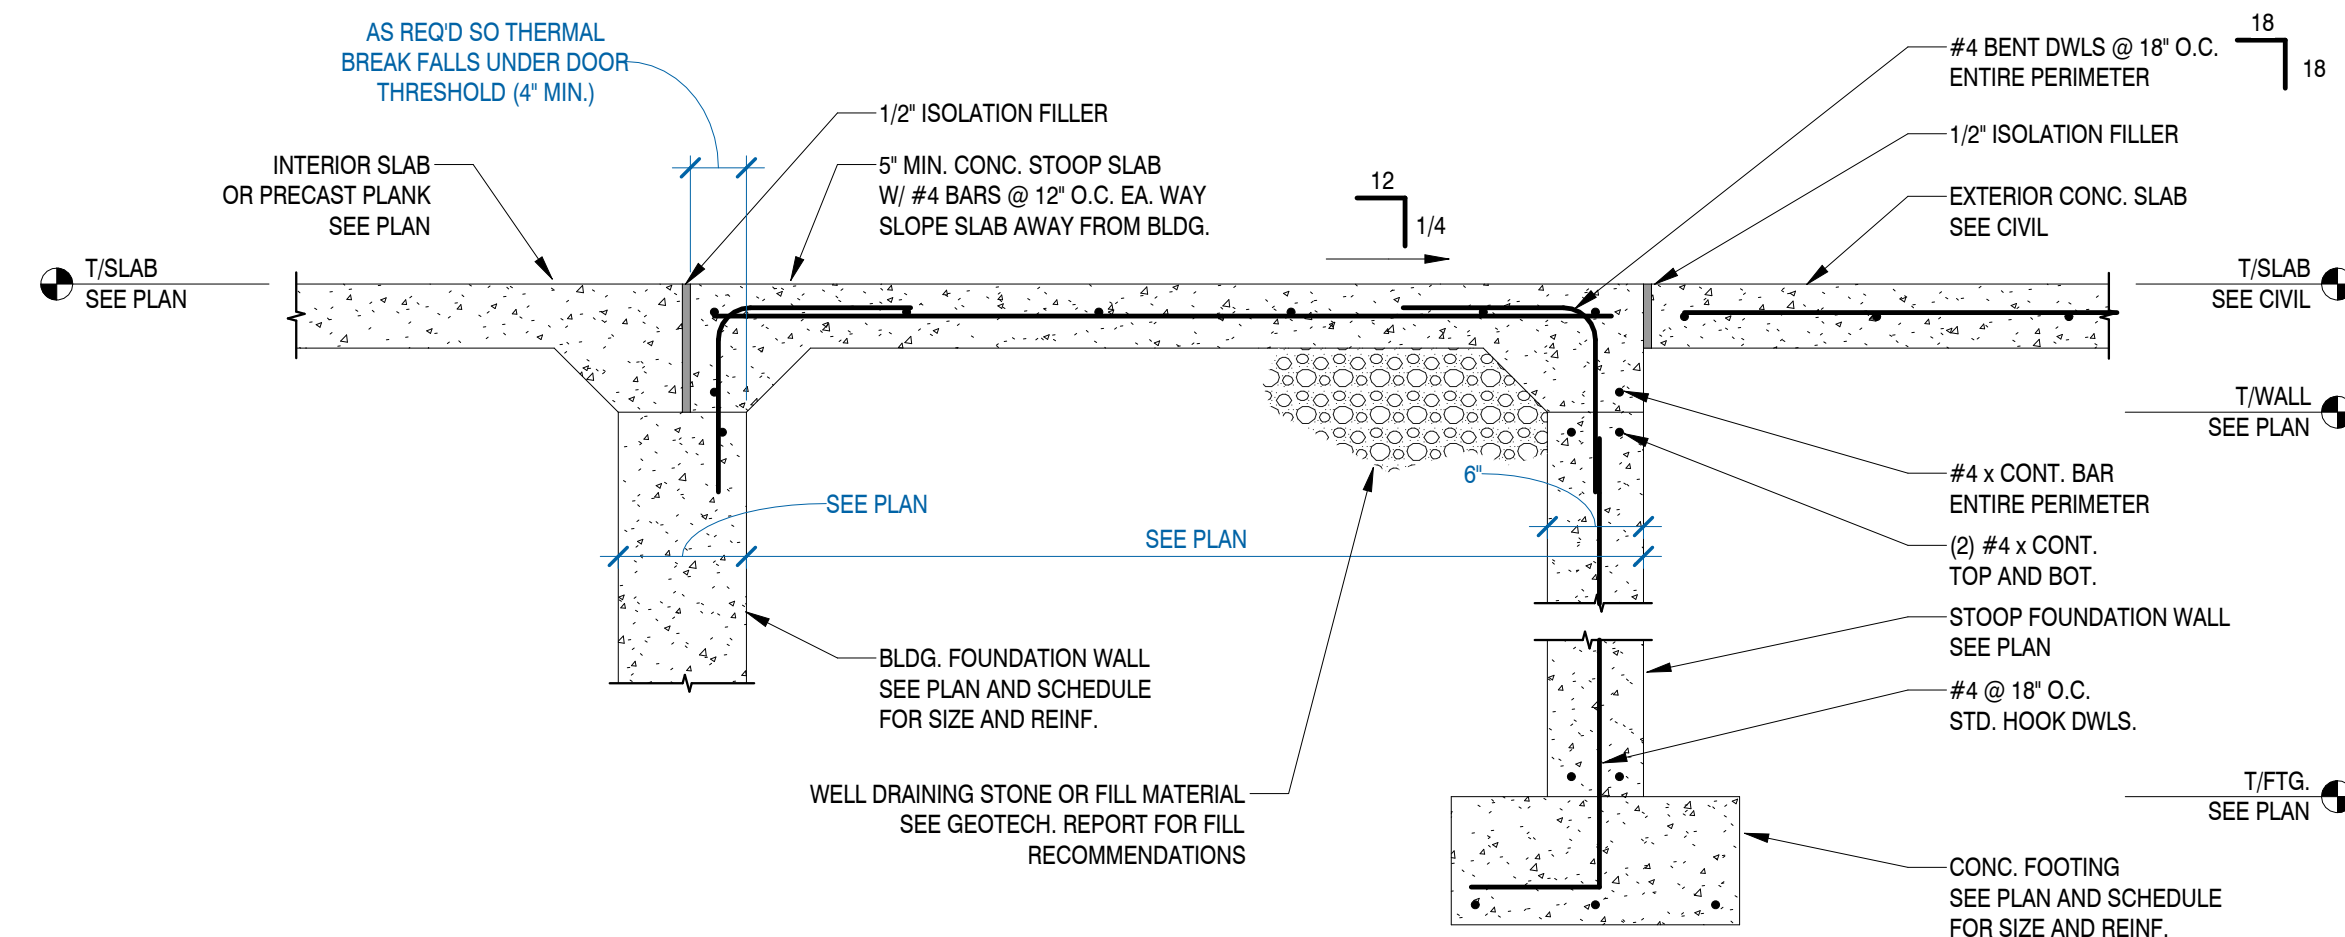 AS REQ'D SO THERMAL
BREAK FALLS UNDER DOOR
THRESHOLD (4" MIN.)
1/2" ISOLATION FILLER
INTERIOR SLAB
OR PRECAST PLANK
SEE PLAN
5" MIN. CONC. STOOP SLAB
W/ #4 BARS @ 12" O.C. EA. WAY
SLOPE SLAB AWAY FROM BLDG.
12
1/4
#4 BENT DWLS @ 18" O.C.
ENTIRE PERIMETER
18
18
1/2" ISOLATION FILLER
EXTERIOR CONC. SLAB
SEE CIVIL
T/SLAB
SEE PLAN
T/SLAB
SEE CIVIL
T/WALL
SEE PLAN
6"
SEE PLAN
SEE PLAN
#4 x CONT. BAR
ENTIRE PERIMETER
(2) #4 x CONT.
TOP AND BOT.
STOOP FOUNDATION WALL
SEE PLAN
BLDG. FOUNDATION WALL
SEE PLAN AND SCHEDULE
FOR SIZE AND REINF.
#4 @ 18" O.C.
STD. HOOK DWLS.
WELL DRAINING STONE OR FILL MATERIAL
SEE GEOTECH. REPORT FOR FILL
RECOMMENDATIONS
T/FTG.
SEE PLAN
CONC. FOOTING
SEE PLAN AND SCHEDULE
FOR SIZE AND REINF.